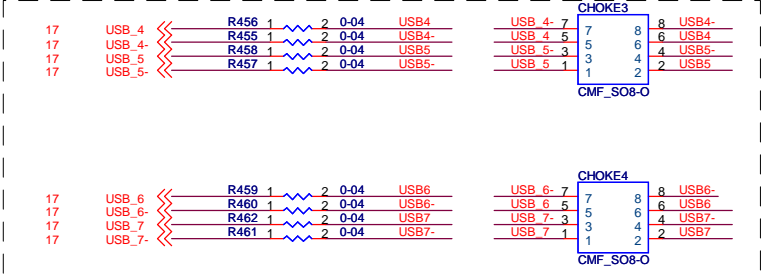 CHOKE3
17 USB_4 R456 1 2 0-04 USB4 USB_4- 7 7 8 8 USB4-
17 USB_4- R455 1 2 0-04 USB4- USB_4 5 5 6 6 USB4
17 USB_5 R458 1 2 0-04 USB5 USB_5- 3 3 4 4 USB5-
17 USB_5- R457 1 2 0-04 USB5- USB_5 1 1 2 2 USB5
CMF_SO8-O
CHOKE4
17 USB_6 R459 1 2 0-04 USB6 USB_6- 7 7 8 8 USB6-
17 USB_6- R460 1 2 0-04 USB6- USB_6 5 5 6 6 USB6
17 USB_7 R462 1 2 0-04 USB7 USB_7- 3 3 4 4 USB7-
17 USB_7- R461 1 2 0-04 USB7- USB_7 1 1 2 2 USB7
CMF_SO8-O